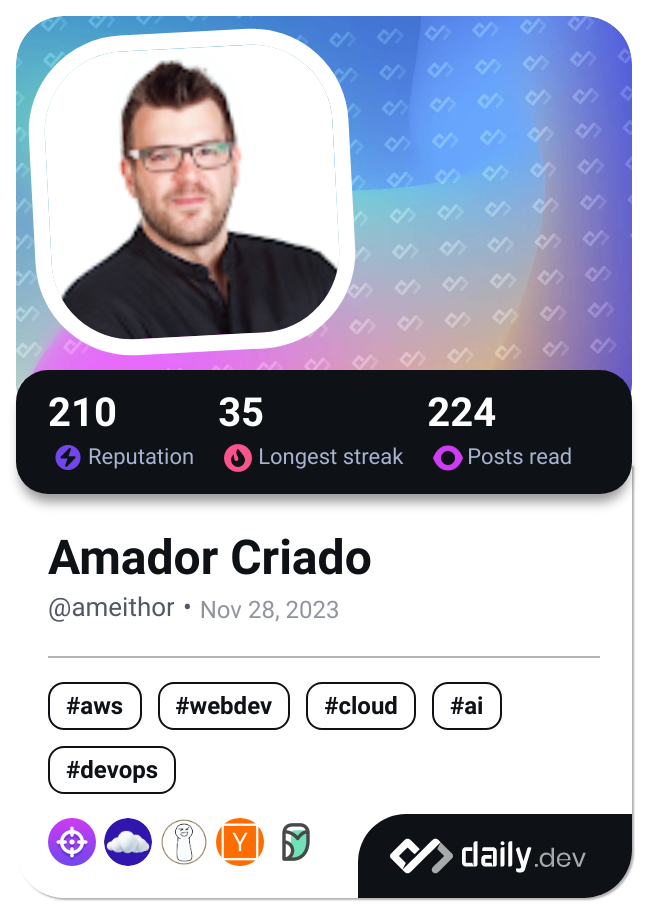 210 35 224
Reputation Longest streak Posts read
Amador Criado
@ameithor • Nov 28, 2023
#aws #webdev #cloud #ai
#devops
Y
daily.dev